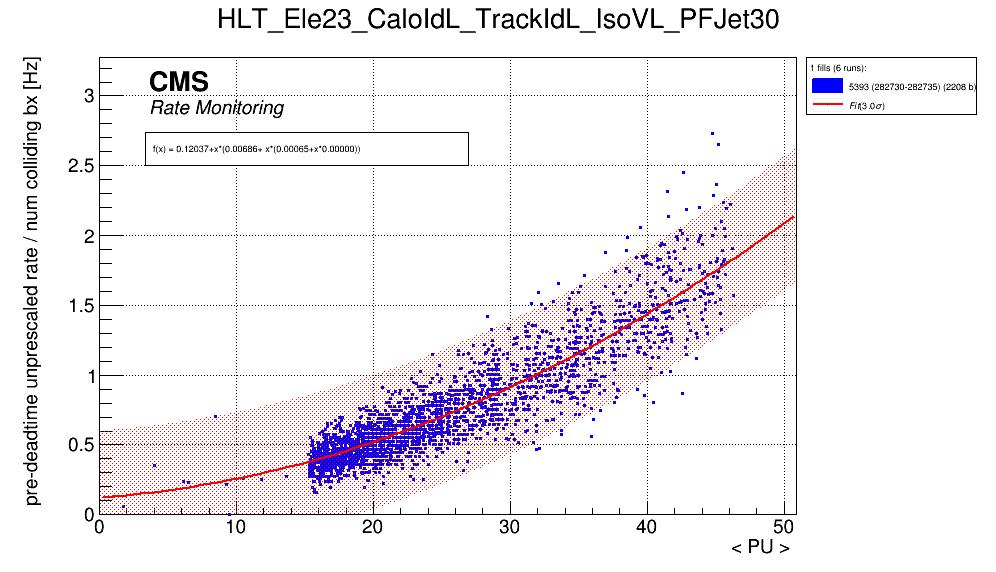 HLT_Ele23_CaloIdL_TrackIdL_IsoVL_PFJet30
pre-deadtime unprescaled rate / num colliding bx [Hz]
CMS
Rate Monitoring
f(x) = 0.12037+x*(0.00686+ x*(0.00065+x*0.00000))
1 fills (6 runs):
5393 (282730-282735) (2208 b)
Fit(3.0σ)
3
2.5
2
1.5
1
0.5
0
0 10 20 30 40 50
< PU >